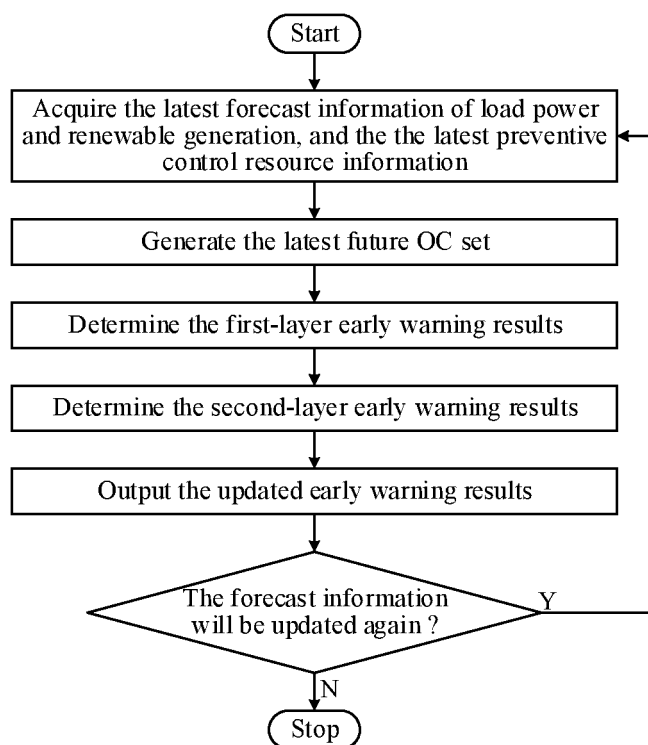 Start
Acquire the latest forecast information of load power
and renewable generation, and the the latest preventive
control resource information
Generate the latest future OC set
Determine the first-layer early warning results
Determine the second-layer early warning results
Output the updated early warning results
The forecast information
will be updated again ?
Y
N
Stop